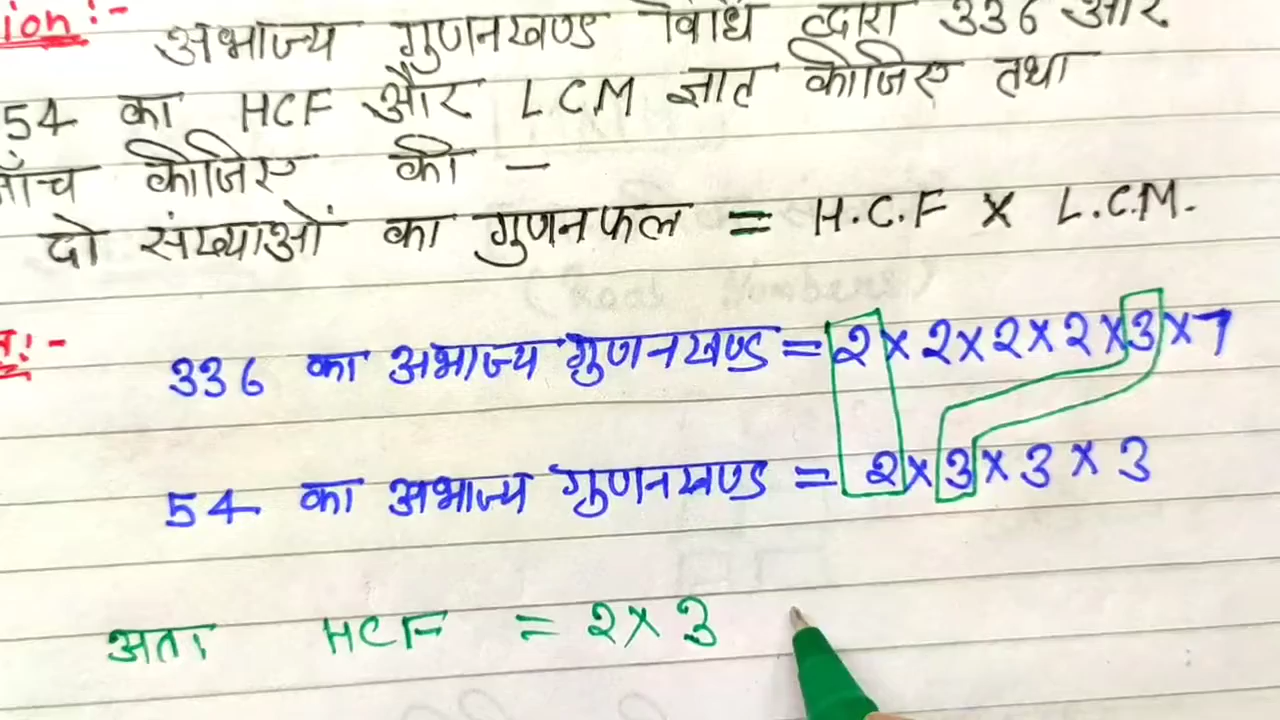 ion:- अभाज्य गुणनखण्ड विधि द्वारा 336 और
54 का HCF और L.C.M ज्ञात कीजिए तथा
जाँच कीजिए की -
दो संख्याओं का गुणनफल = H.C.F × L.C.M.
336 का अभाज्य गुणनखण्ड = 2×2×2×2×3×7
54 का अभाज्य गुणनखण्ड = 2×3×3×3
अतः HCF = 2×3